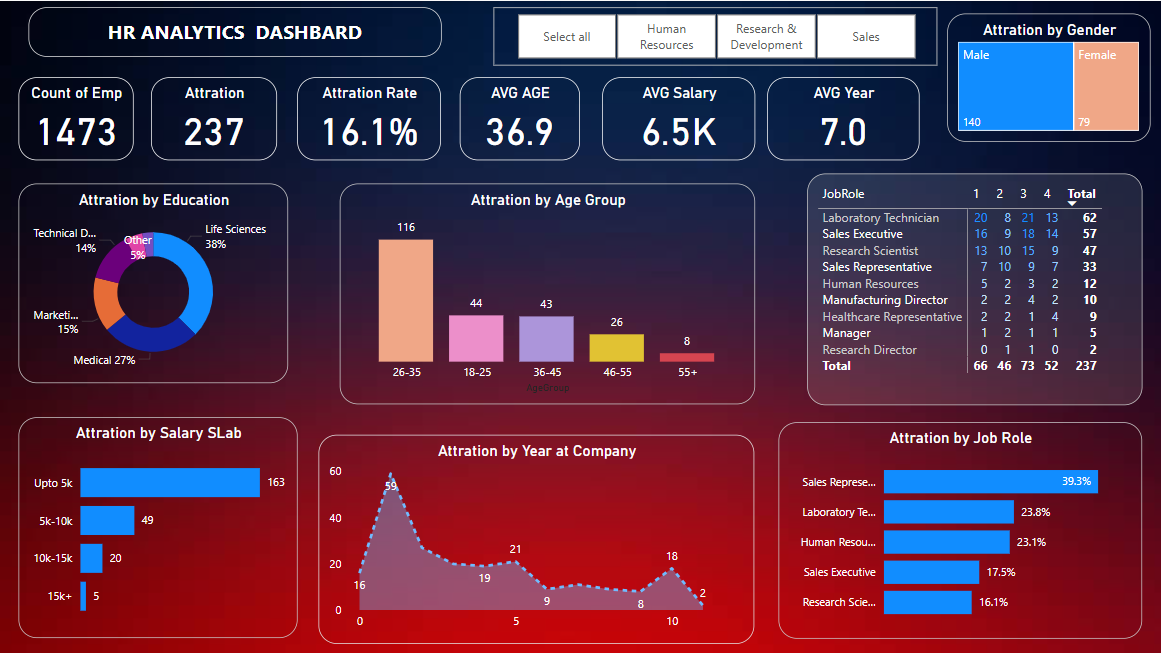 HR ANALYTICS DASHBARD
Select all
Human
Resources
Research &
Development
Sales
Attration by Gender
Male
Female
140
79
Count of Emp
1473
Attration
237
Attration Rate
16.1%
AVG AGE
36.9
AVG Salary
6.5K
AVG Year
7.0
Attration by Education
Life Sciences
38%
Technical D...
14%
Other
5%
Marketi...
15%
Medical 27%
Attration by Age Group
116
44
43
26
8
26-35
18-25
36-45
46-55
55+
AgeGroup
JobRole 1 2 3 4 Total
Laboratory Technician 20 8 21 13 62
Sales Executive 16 9 18 14 57
Research Scientist 13 10 15 9 47
Sales Representative 7 10 9 7 33
Human Resources 5 2 3 2 12
Manufacturing Director 2 2 4 2 10
Healthcare Representative 2 2 1 4 9
Manager 1 2 1 1 5
Research Director 0 1 1 0 2
Total 66 46 73 52 237
Attration by Salary SLab
Upto 5k 163
5k-10k 49
10k-15k 20
15k+ 5
Attration by Year at Company
60
40
20
0
16
59
19
21
9
8
18
2
0 5 10
Attration by Job Role
Sales Represe... 39.3%
Laboratory Te... 23.8%
Human Resou... 23.1%
Sales Executive 17.5%
Research Scie... 16.1%